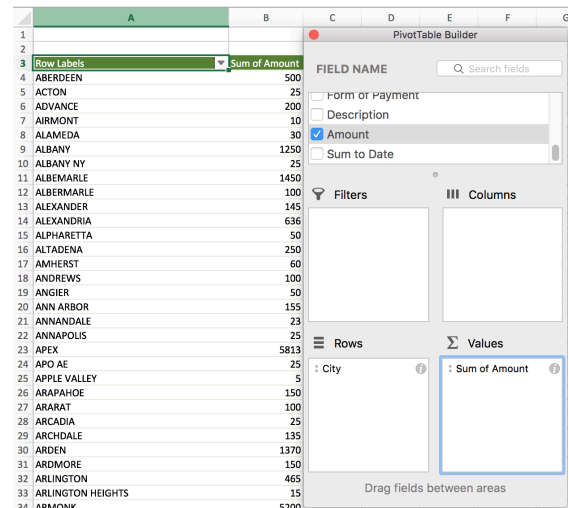 A B C D E F G
1 PivotTable Builder
2
3 Row Labels Sum of Amount
4 ABERDEEN 500
5 ACTON 25
6 ADVANCE 200
7 AIRMONT 10
8 ALAMEDA 30
9 ALBANY 1250
10 ALBANY NY 25
11 ALBEMARLE 1450
12 ALBERMARLE 100
13 ALEXANDER 145
14 ALEXANDRIA 636
15 ALPHARETTA 50
16 ALTADENA 250
17 AMHERST 60
18 ANDREWS 100
19 ANGIER 50
20 ANN ARBOR 155
21 ANNANDALE 23
22 ANNAPOLIS 25
23 APEX 5813
24 APO AE 25
25 APPLE VALLEY 5
26 ARAPAHOE 150
27 ARARAT 100
28 ARCADIA 25
29 ARCHDALE 135
30 ARDEN 1370
31 ARDMORE 150
32 ARLINGTON 465
33 ARLINGTON HEIGHTS 15
34 ARMONK 5200
FIELD NAME Search fields
Form of Payment
Description
Amount
Sum to Date
Filters Columns
Rows Values
City Sum of Amount
Drag fields between areas